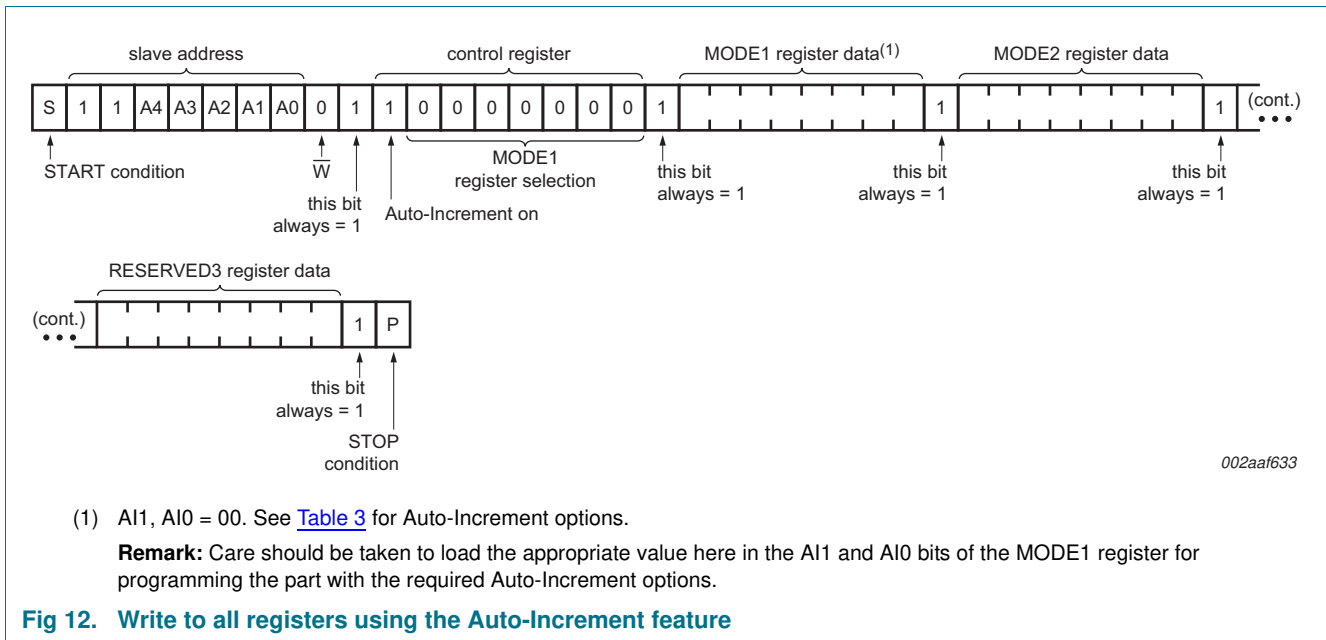 slave address control register MODE1 register data(1) MODE2 register data
S 1 1 A4 A3 A2 A1 A0 0 1 1 0 0 0 0 0 0 0 1 1 1 (cont.)
START condition W MODE1 register selection this bit always = 1 this bit always = 1 this bit always = 1
this bit always = 1 Auto-Increment on
RESERVED3 register data
(cont.) 1 P
this bit
always = 1
STOP
condition
002aaf633
(1) AI1, AI0 = 00. See Table 3 for Auto-Increment options.
Remark: Care should be taken to load the appropriate value here in the AI1 and AI0 bits of the MODE1 register for
programming the part with the required Auto-Increment options.
Fig 12. Write to all registers using the Auto-Increment feature